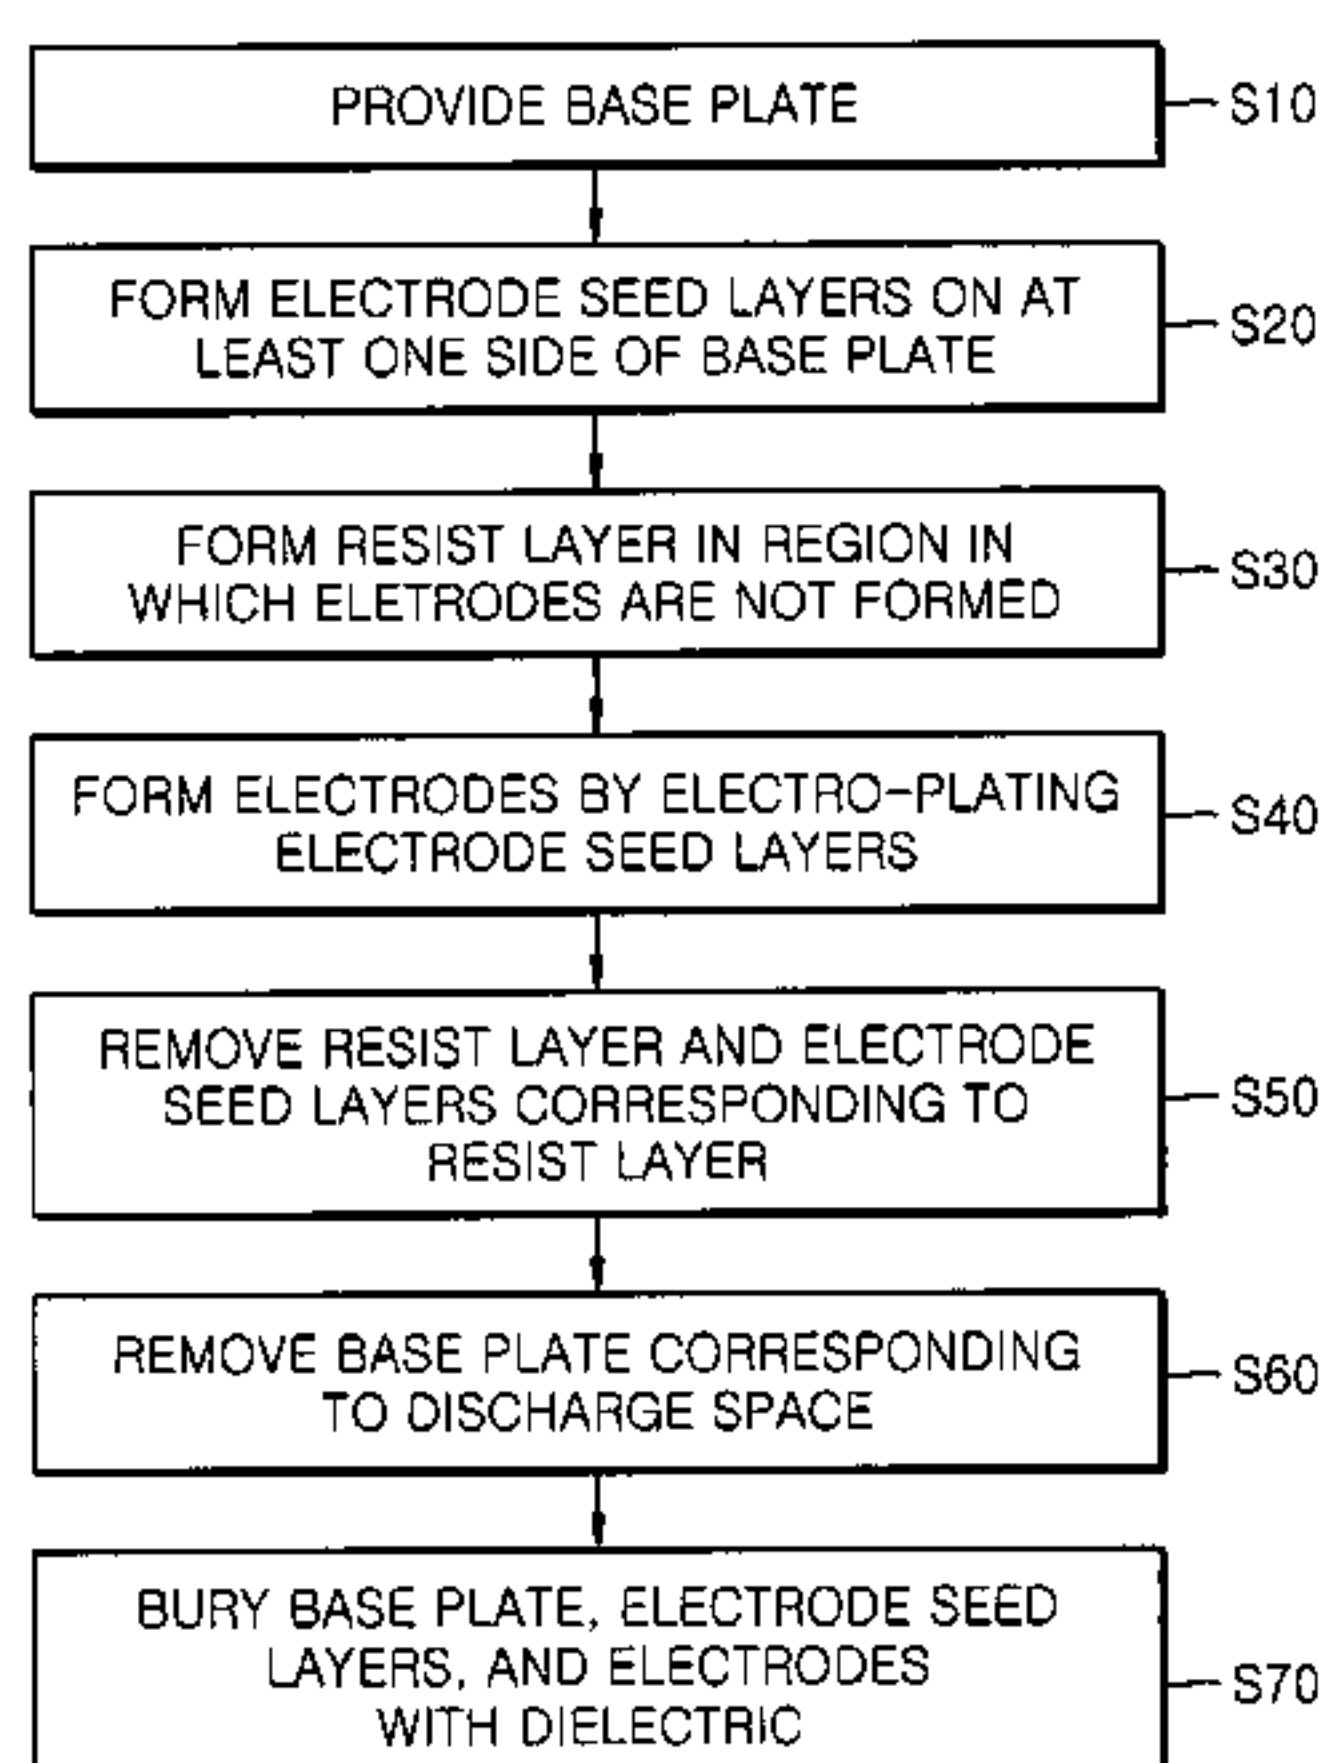 PROVIDE BASE PLATE
S10
FORM ELECTRODE SEED LAYERS ON AT
LEAST ONE SIDE OF BASE PLATE
S20
FORM RESIST LAYER IN REGION IN
WHICH ELETRODES ARE NOT FORMED
S30
FORM ELECTRODES BY ELECTRO-PLATING
ELECTRODE SEED LAYERS
S40
REMOVE RESIST LAYER AND ELECTRODE
SEED LAYERS CORRESPONDING TO
RESIST LAYER
S50
REMOVE BASE PLATE CORRESPONDING
TO DISCHARGE SPACE
S60
BURY BASE PLATE, ELECTRODE SEED
LAYERS, AND ELECTRODES
WITH DIELECTRIC
S70